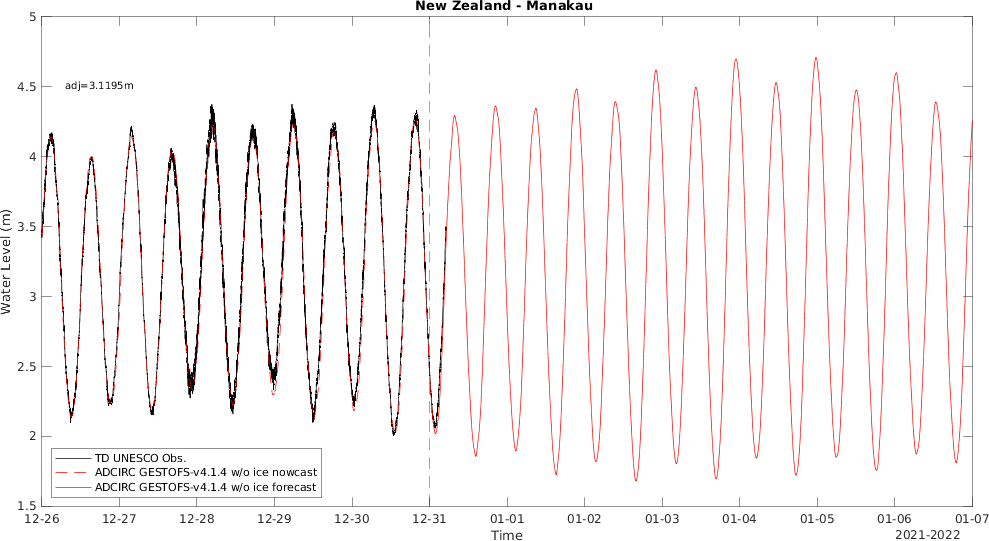 New Zealand - Manakau
5
4.5
4
3.5
3
2.5
2
1.5
Water Level (m)
adj=3.1195m
TD UNESCO Obs.
ADCIRC GESTOFS-v4.1.4 w/o ice nowcast
ADCIRC GESTOFS-v4.1.4 w/o ice forecast
12-26 12-27 12-28 12-29 12-30 12-31 01-01 01-02 01-03 01-04 01-05 01-06 01-07
Time
2021-2022